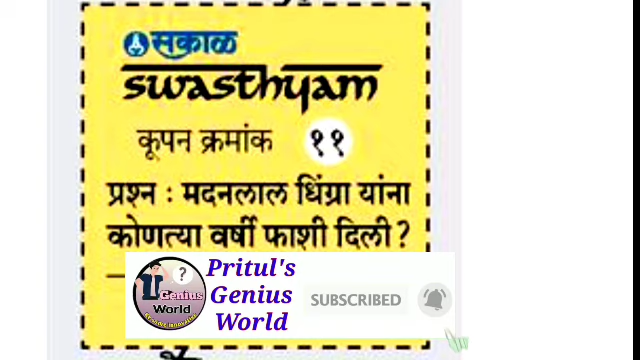 सकाळ
swasthyam
कूपन क्रमांक ११
प्रश्न : मदनलाल धिंग्रा यांना
कोणत्या वर्षी फाशी दिली?
?
Genius
World
Pritul's
Genius
World
SUBSCRIBED